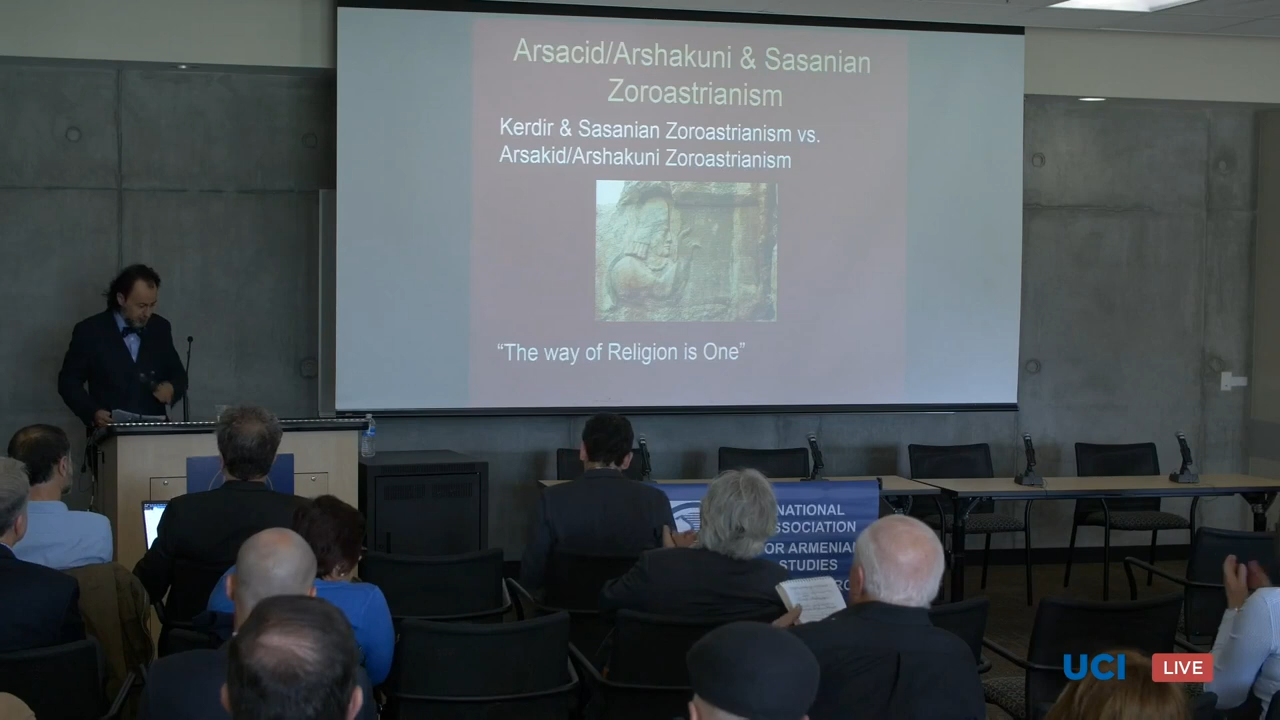 Arsacid/Arshakuni & Sasanian
Zoroastrianism
Kerdir & Sasanian Zoroastrianism vs.
Arsakid/Arshakuni Zoroastrianism
“The way of Religion is One”
NATIONAL
ASSOCIATION
FOR ARMENIAN
STUDIES
UCI
LIVE